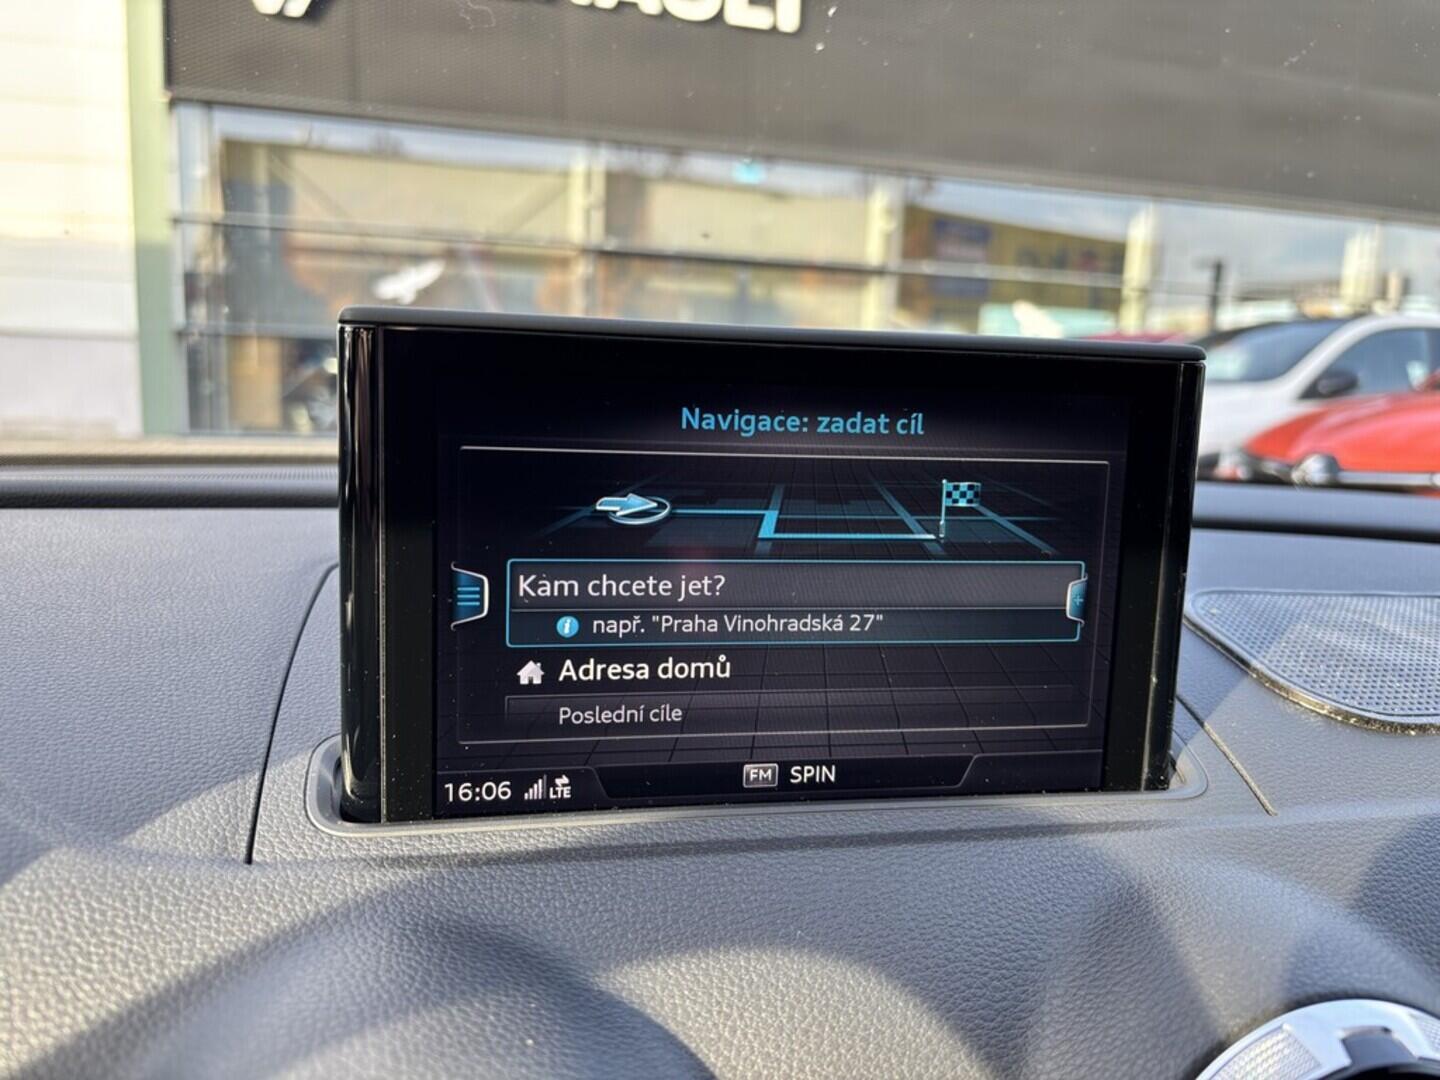 Navigace: zadat cíl
Kam chcete jet?
např. "Praha Vinohradská 27"
Adresa domů
Poslední cíle
16:06 LTE FM SPIN